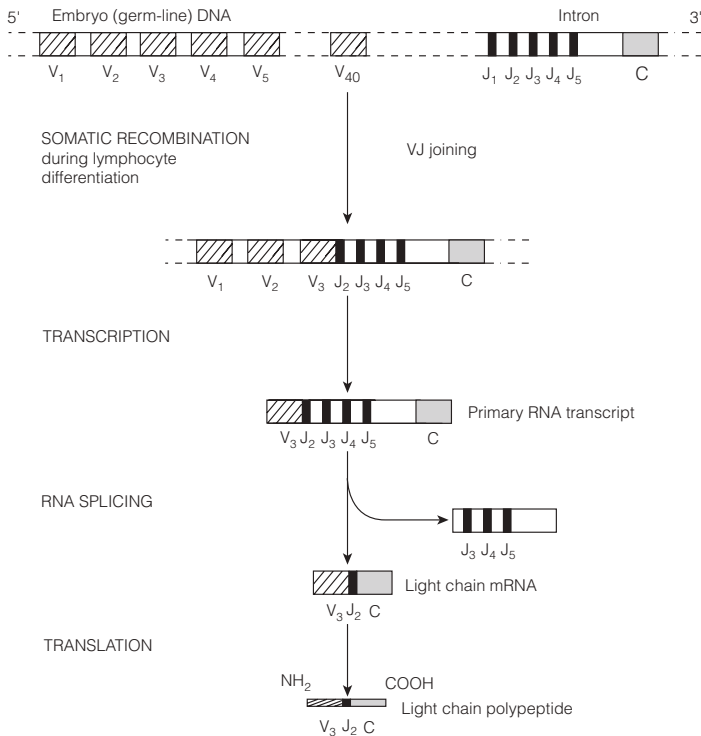 5' Embryo (germ-line) DNA Intron 3'
V1 V2 V3 V4 V5 V40 J1 J2 J3 J4 J5 C
SOMATIC RECOMBINATION
during lymphocyte
differentiation
VJ joining
V1 V2 V3 J2 J3 J4 J5 C
TRANSCRIPTION
Primary RNA transcript
V3 J2 J3 J4 J5 C
RNA SPLICING
J3 J4 J5
Light chain mRNA
V3 J2 C
TRANSLATION
NH2 COOH
Light chain polypeptide
V3 J2 C